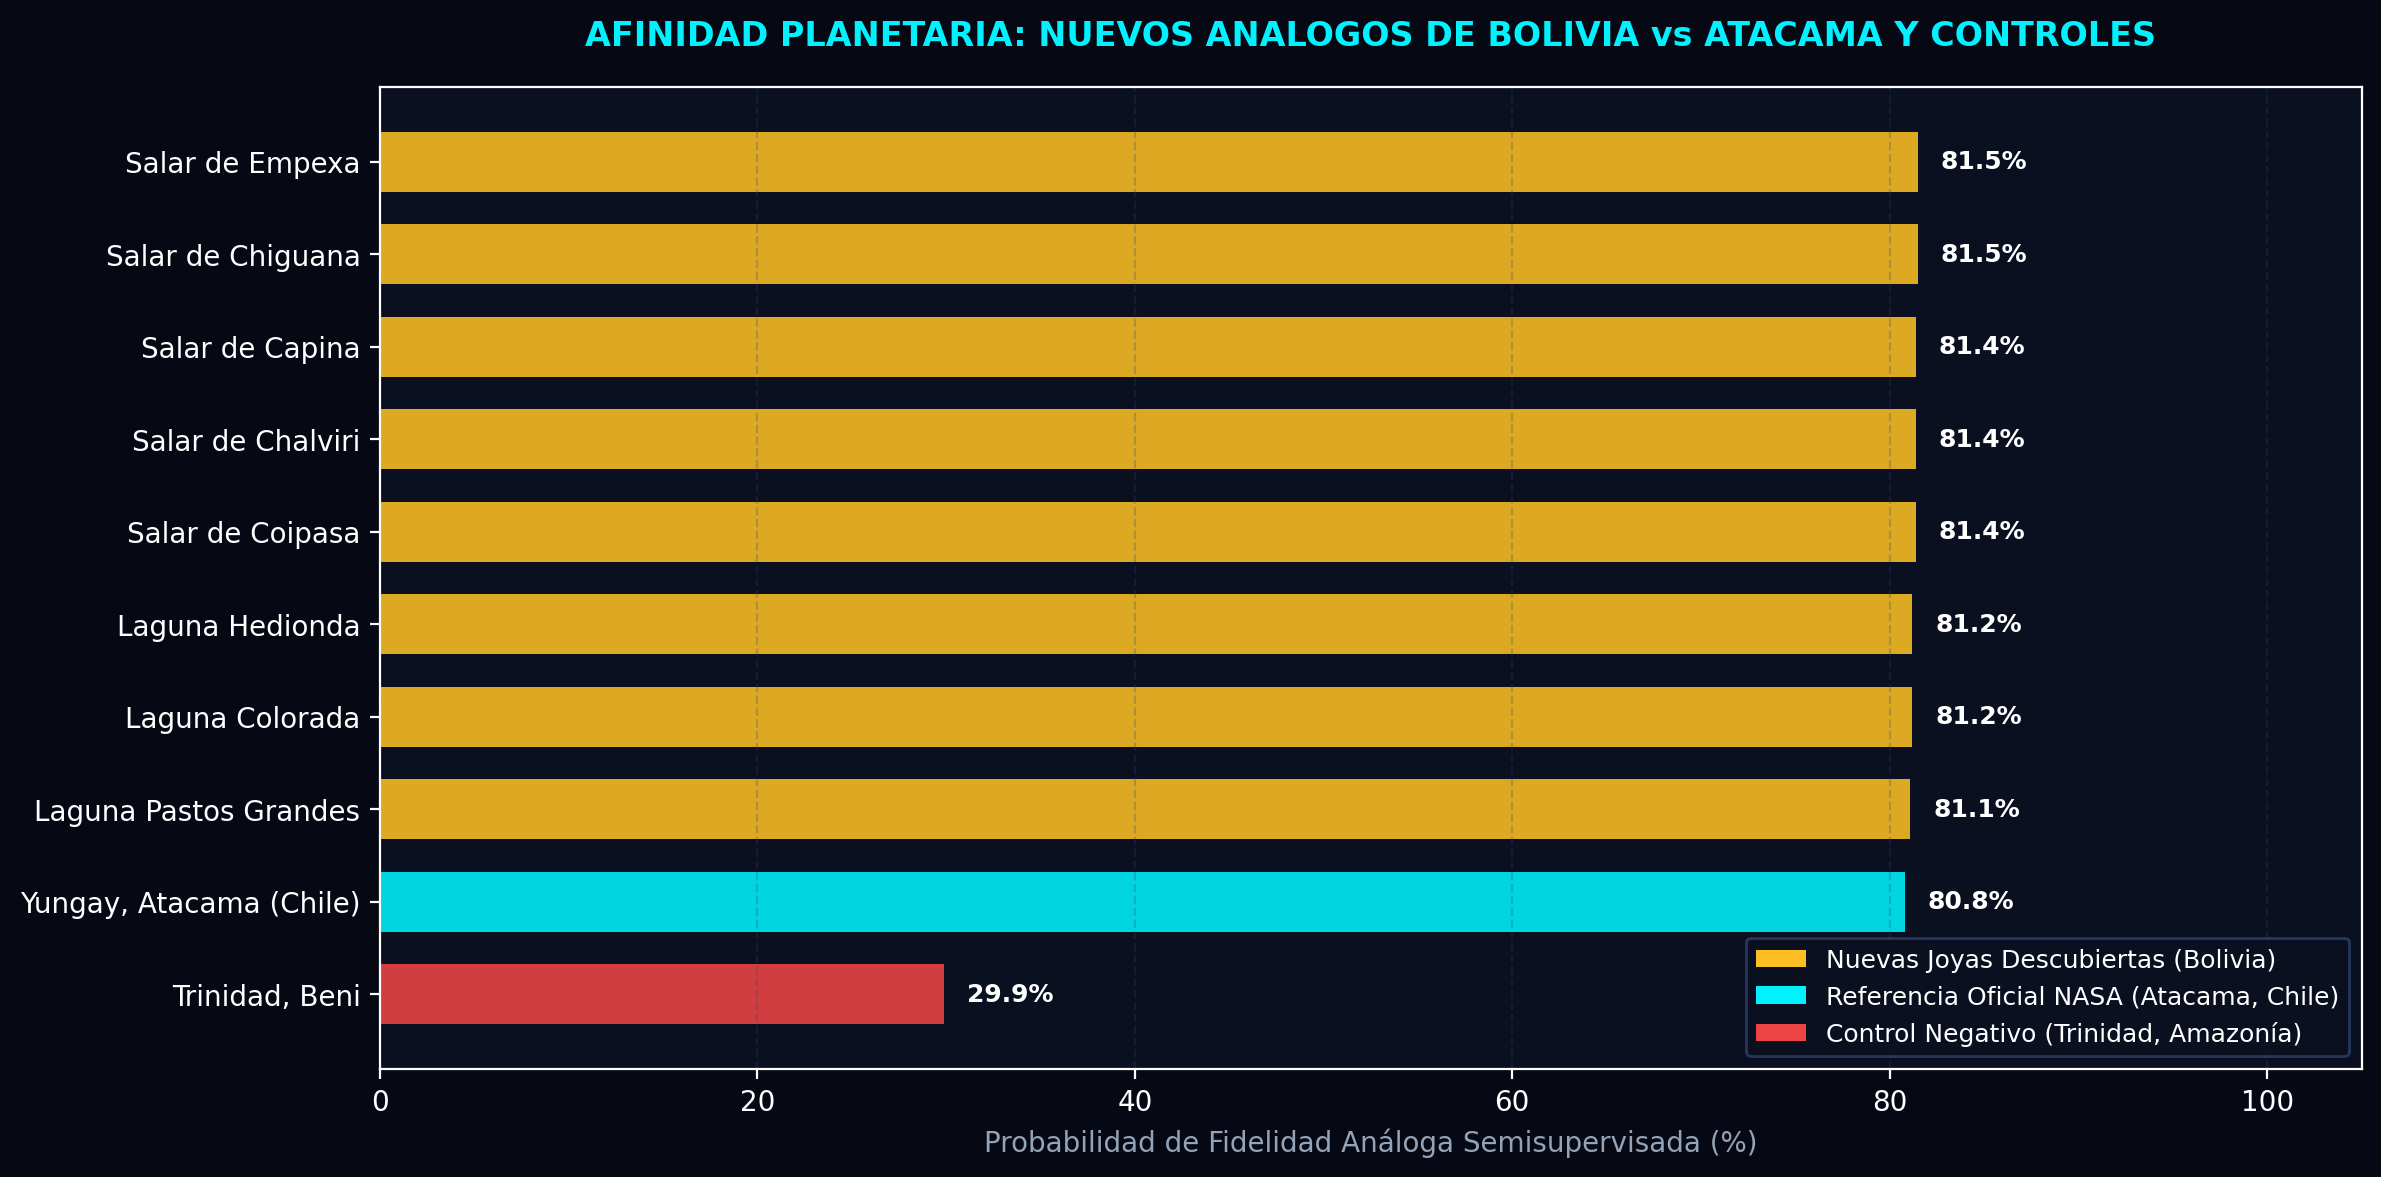 AFINIDAD PLANETARIA: NUEVOS ANALOGOS DE BOLIVIA vs ATACAMA Y CONTROLES
Salar de Empexa 81.5%
Salar de Chiguana 81.5%
Salar de Capina 81.4%
Salar de Chalviri 81.4%
Salar de Coipasa 81.4%
Laguna Hedionda 81.2%
Laguna Colorada 81.2%
Laguna Pastos Grandes 81.1%
Yungay, Atacama (Chile) 80.8%
Trinidad, Beni 29.9%
Nuevas Joyas Descubiertas (Bolivia)
Referencia Oficial NASA (Atacama, Chile)
Control Negativo (Trinidad, Amazonía)
0 20 40 60 80 100
Probabilidad de Fidelidad Análoga Semisupervisada (%)